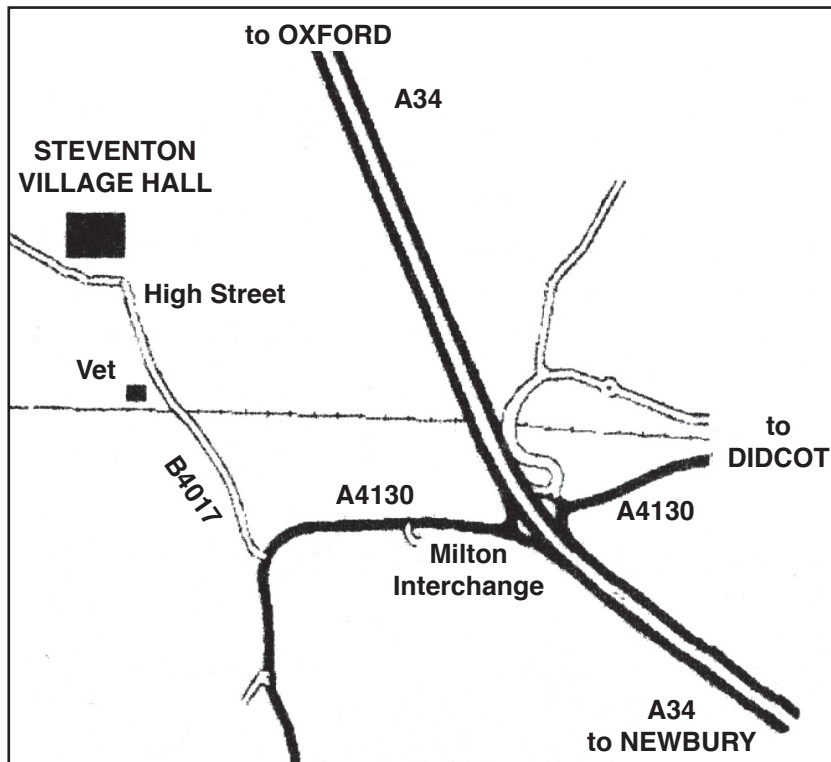 to OXFORD
A34
STEVENTON
VILLAGE HALL
High Street
Vet
to
DIDCOT
B4017
A4130
A4130
Milton
Interchange
A34
to NEWBURY